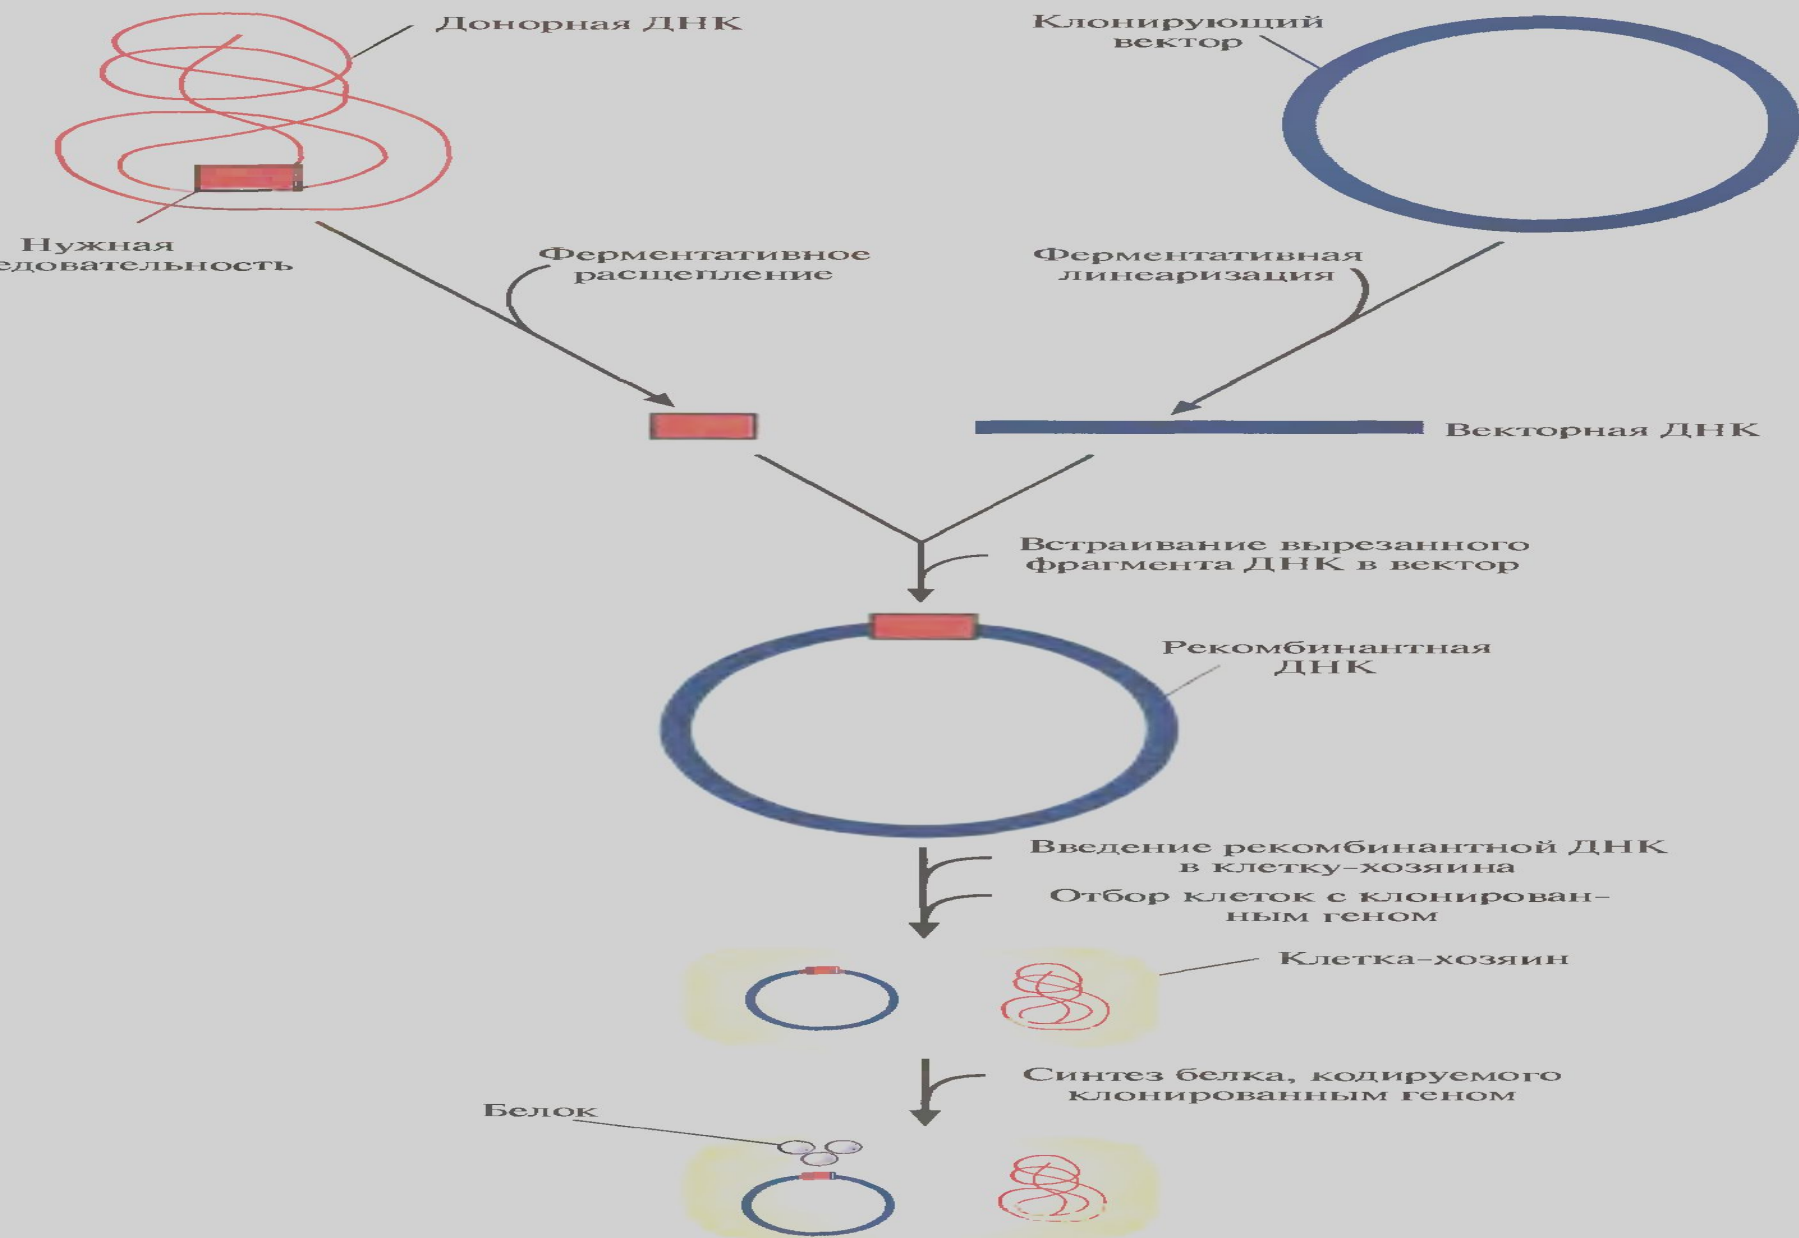 Донорная ДНК
Клонирующий
вектор
Нужная
едовательность
Ферментативное
расщепление
Ферментативная
линеаризация
Векторная ДНК
Встраивание вырезанного
фрагмента ДНК в вектор
Рекомбинантная
ДНК
Введение рекомбинантной ДНК
в клетку-хозяина
Отбор клеток с клонирован-
ным геном
Клетка-хозяин
Синтез белка, кодируемого
клонированным геном
Белок